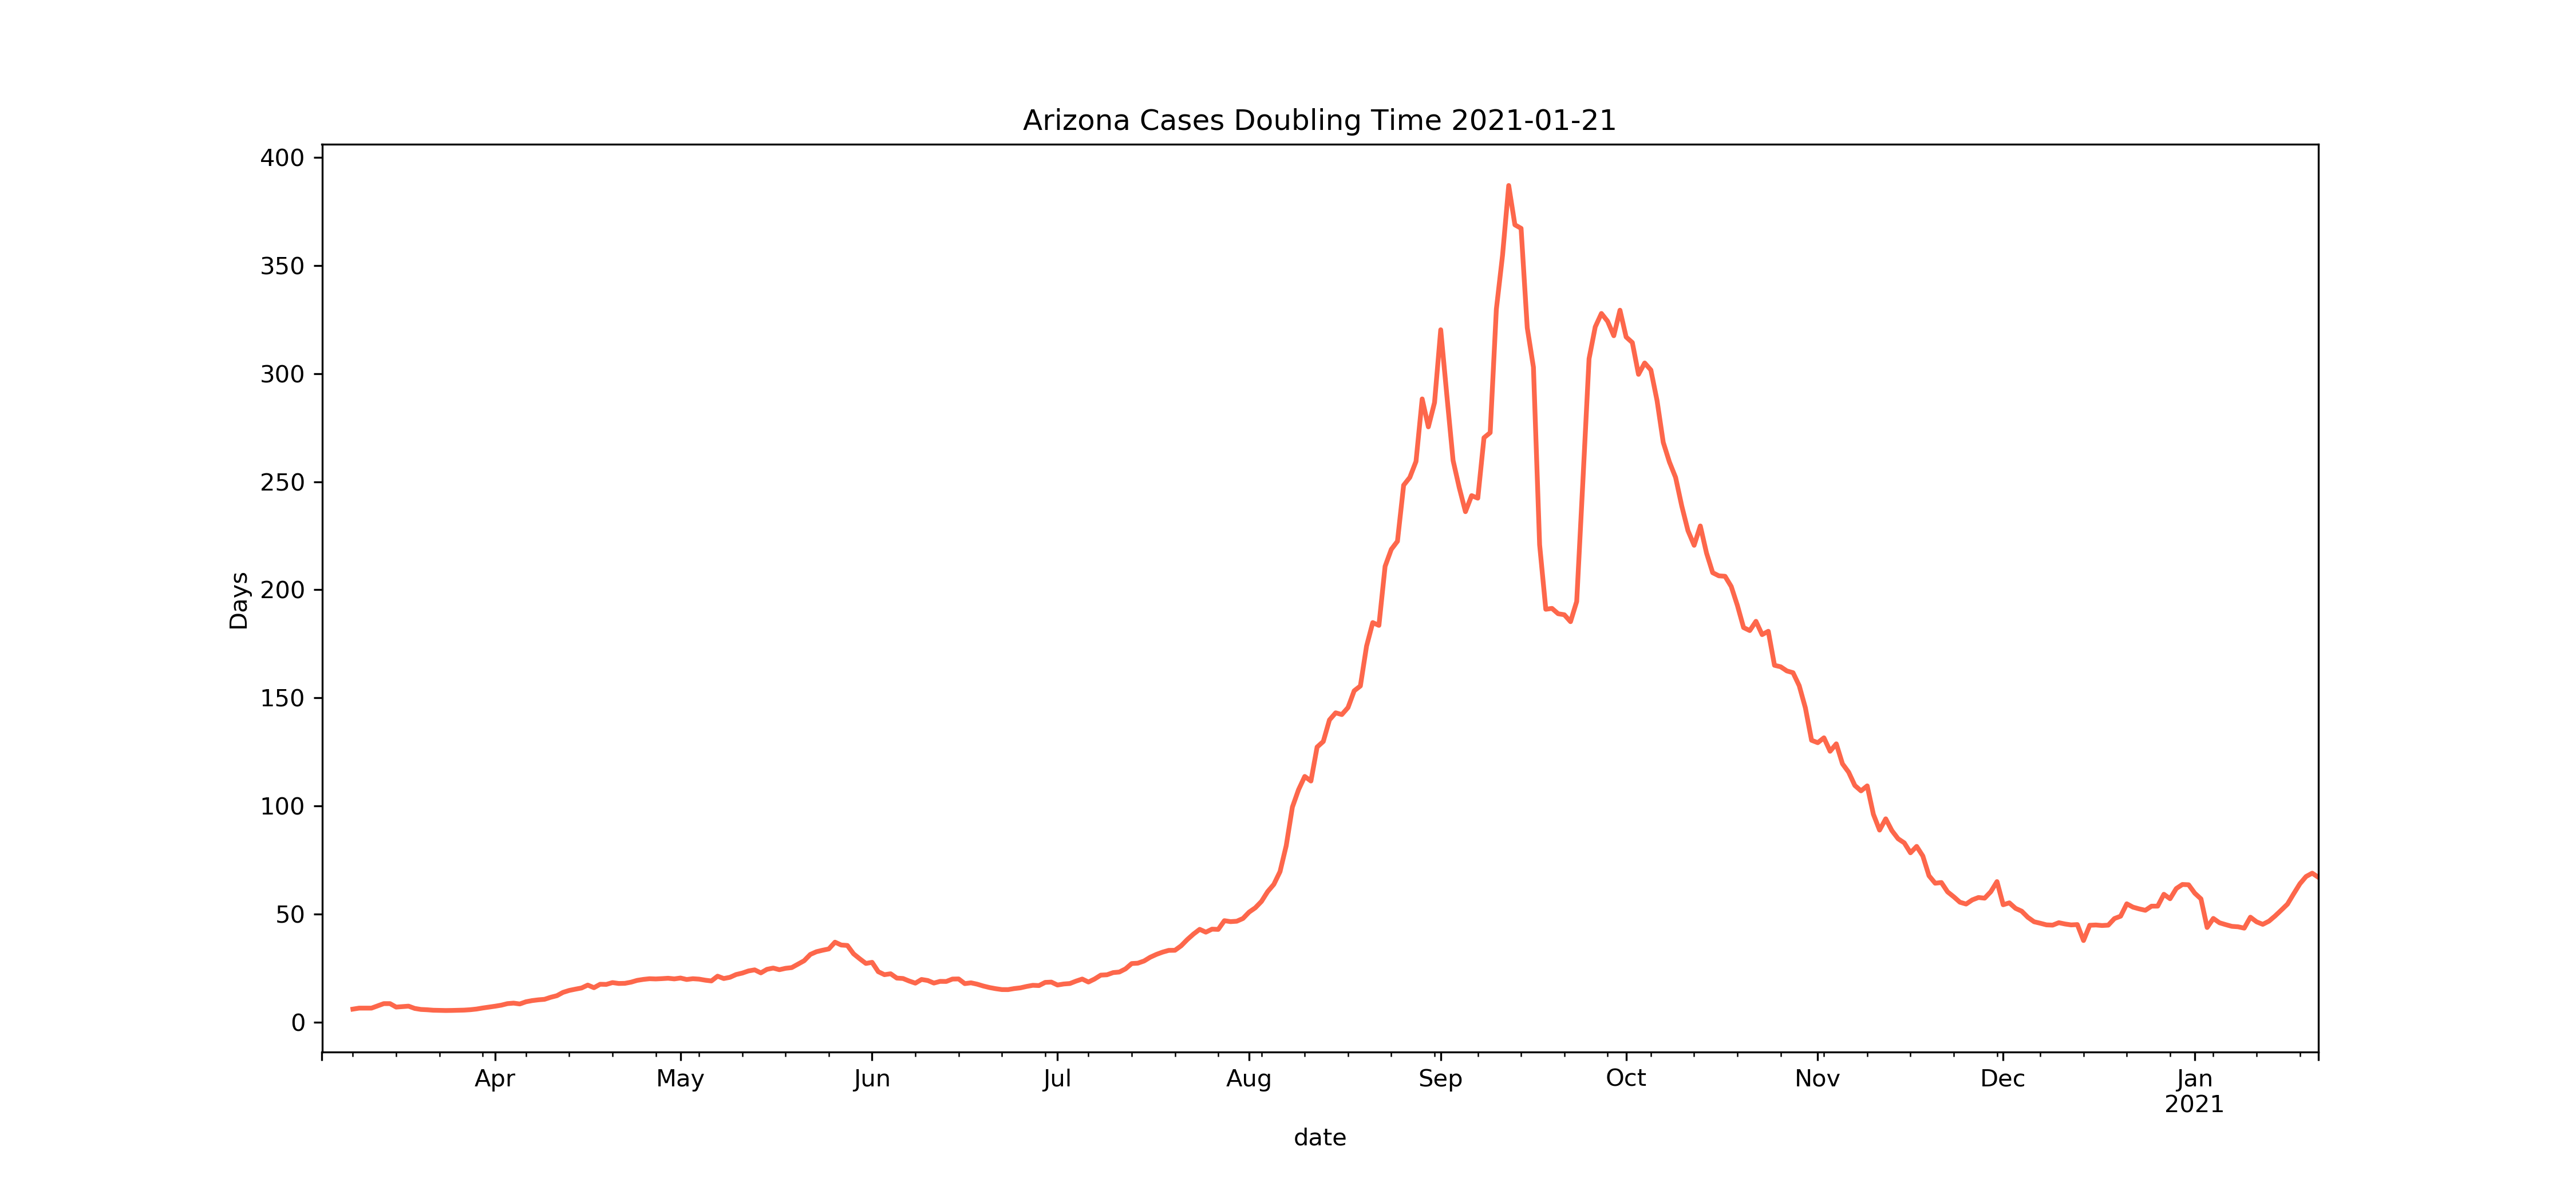 Arizona Cases Doubling Time 2021-01-21
400
350
300
250
200
150
100
50
0
Days
Apr May Jun Jul Aug Sep Oct Nov Dec Jan
2021
date